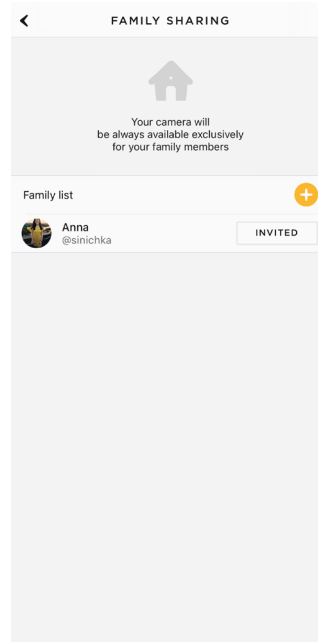 FAMILY SHARING
Your camera will
be always available exclusively
for your family members
Family list
Anna
@sinichka
INVITED